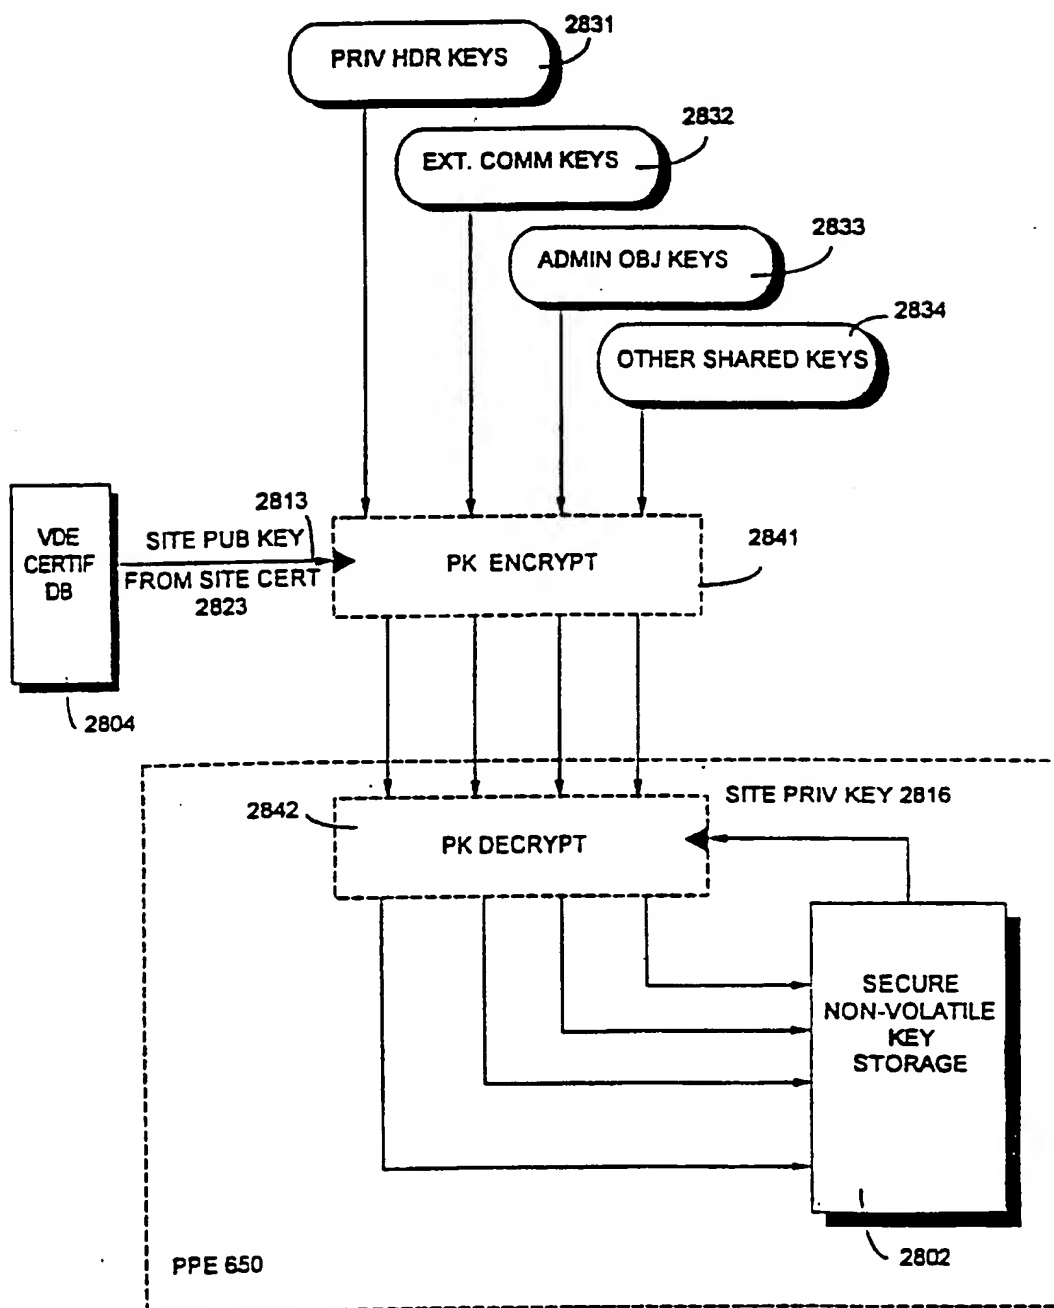 2831
PRIV HDR KEYS
2832
EXT. COMM KEYS
2833
ADMIN OBJ KEYS
2834
OTHER SHARED KEYS
VDE
CERTIF
DB
2804
2813
SITE PUB KEY
FROM SITE CERT
2823
PK ENCRYPT
2841
2842
PK DECRYPT
SITE PRIV KEY 2816
SECURE
NON-VOLATILE
KEY
STORAGE
2802
PPE 650